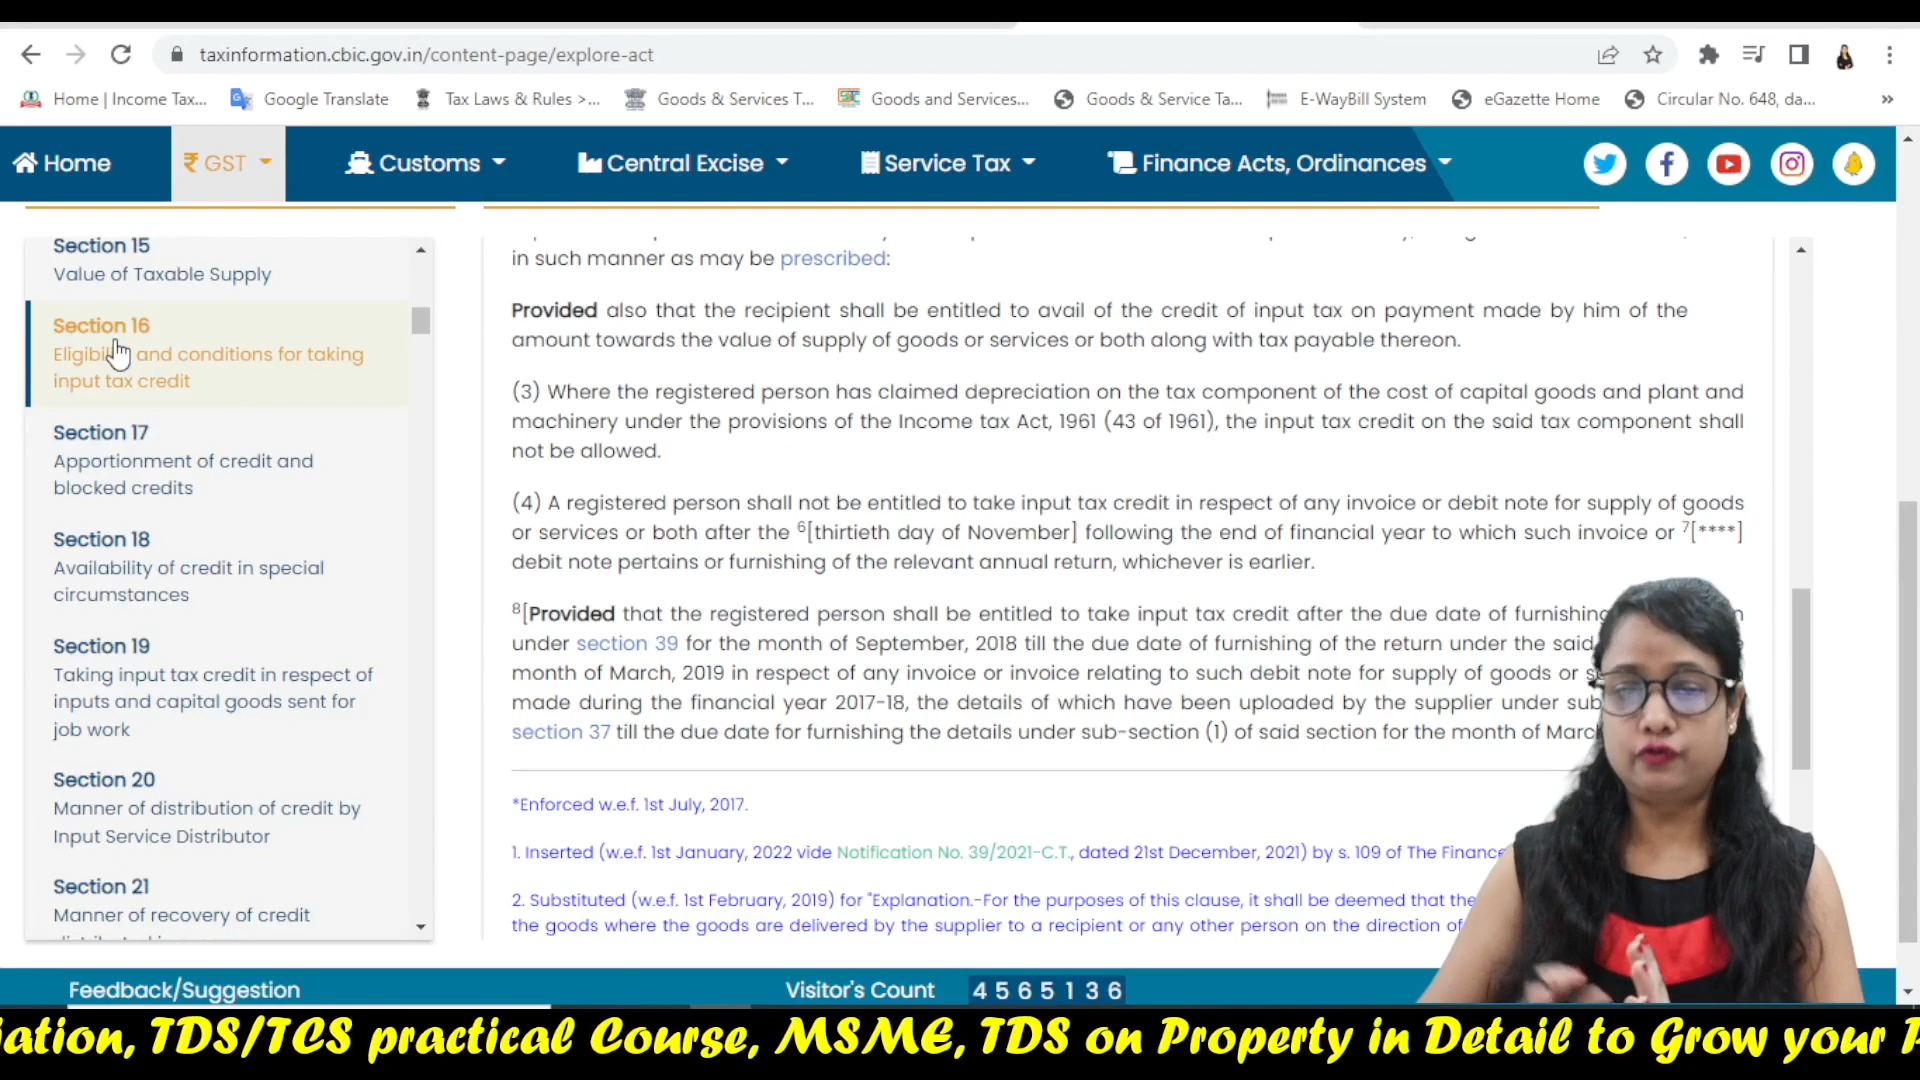 taxinformation.cbic.gov.in/content-page/explore-act
Home | Income Tax... Google Translate Tax Laws & Rules >... Goods & Services T... Goods and Services... Goods & Service Ta... E-WayBill System eGazette Home Circular No. 648, da... »
Home ₹ GST Customs Central Excise Service Tax Finance Acts, Ordinances
Section 15
Value of Taxable Supply
Section 16
Eligibi and conditions for taking
input tax credit
Section 17
Apportionment of credit and
blocked credits
Section 18
Availability of credit in special
circumstances
Section 19
Taking input tax credit in respect of
inputs and capital goods sent for
job work
Section 20
Manner of distribution of credit by
Input Service Distributor
Section 21
Manner of recovery of credit
in such manner as may be prescribed:
Provided also that the recipient shall be entitled to avail of the credit of input tax on payment made by him of the
amount towards the value of supply of goods or services or both along with tax payable thereon.
(3) Where the registered person has claimed depreciation on the tax component of the cost of capital goods and plant and
machinery under the provisions of the Income tax Act, 1961 (43 of 1961), the input tax credit on the said tax component shall
not be allowed.
(4) A registered person shall not be entitled to take input tax credit in respect of any invoice or debit note for supply of goods
or services or both after the 6[thirtieth day of November] following the end of financial year to which such invoice or 7[****]
debit note pertains or furnishing of the relevant annual return, whichever is earlier.
8[Provided that the registered person shall be entitled to take input tax credit after the due date of furnishing
under section 39 for the month of September, 2018 till the due date of furnishing of the return under the said
month of March, 2019 in respect of any invoice or invoice relating to such debit note for supply of goods or s
made during the financial year 2017-18, the details of which have been uploaded by the supplier under sub
section 37 till the due date for furnishing the details under sub-section (1) of said section for the month of Marc
*Enforced w.e.f. 1st July, 2017.
1. Inserted (w.e.f. 1st January, 2022 vide Notification No. 39/2021-C.T., dated 21st December, 2021) by s. 109 of The Finance
2. Substituted (w.e.f. 1st February, 2019) for "Explanation.-For the purposes of this clause, it shall be deemed that the
the goods where the goods are delivered by the supplier to a recipient or any other person on the direction of
Feedback/Suggestion Visitor's Count 4565136
iation, TDS/TCS practical Course, MSME, TDS on Property in Detail to Grow your P